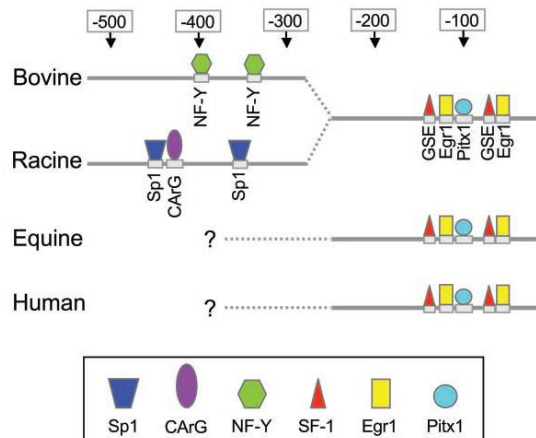 -500 -400 -300 -200 -100
Bovine
NF-Y NF-Y
GSE Egr1 Pitx1 GSE Egr1
Racine
Sp1 CArG Sp1
Equine ?
Human ?
Sp1 CArG NF-Y SF-1 Egr1 Pitx1